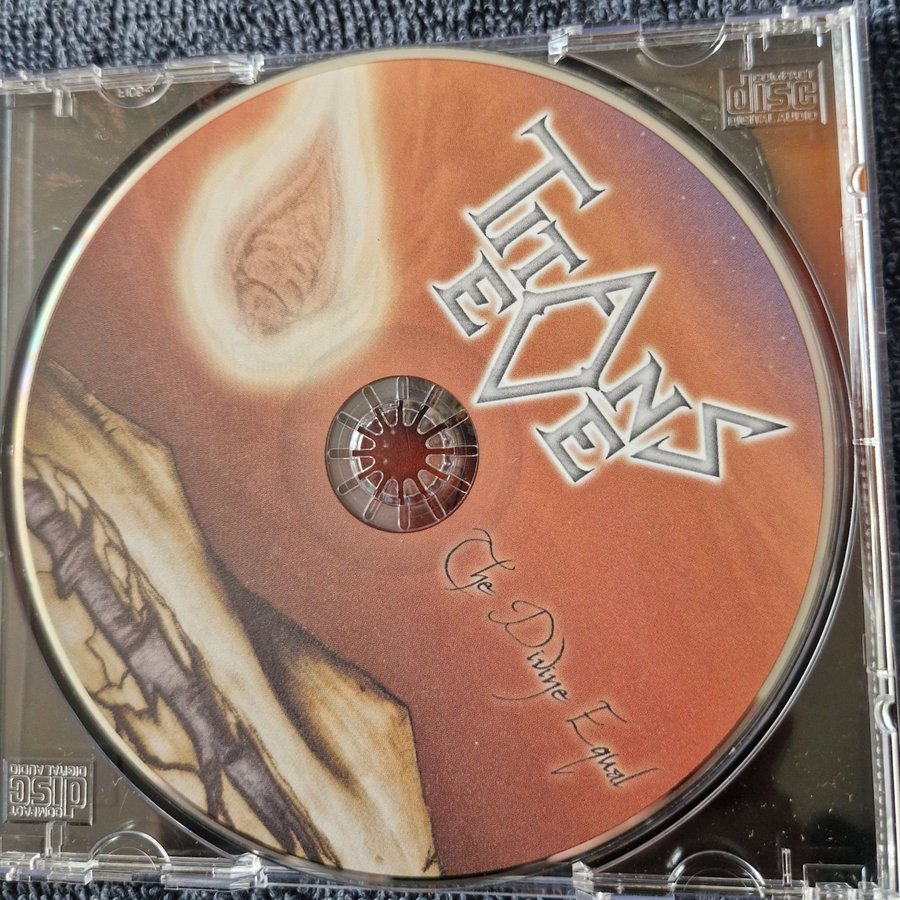 TITANS
EVE
The Divine Equal
COMPACT
disc
DIGITAL AUDIO
COMPACT
disc
DIGITAL AUDIO